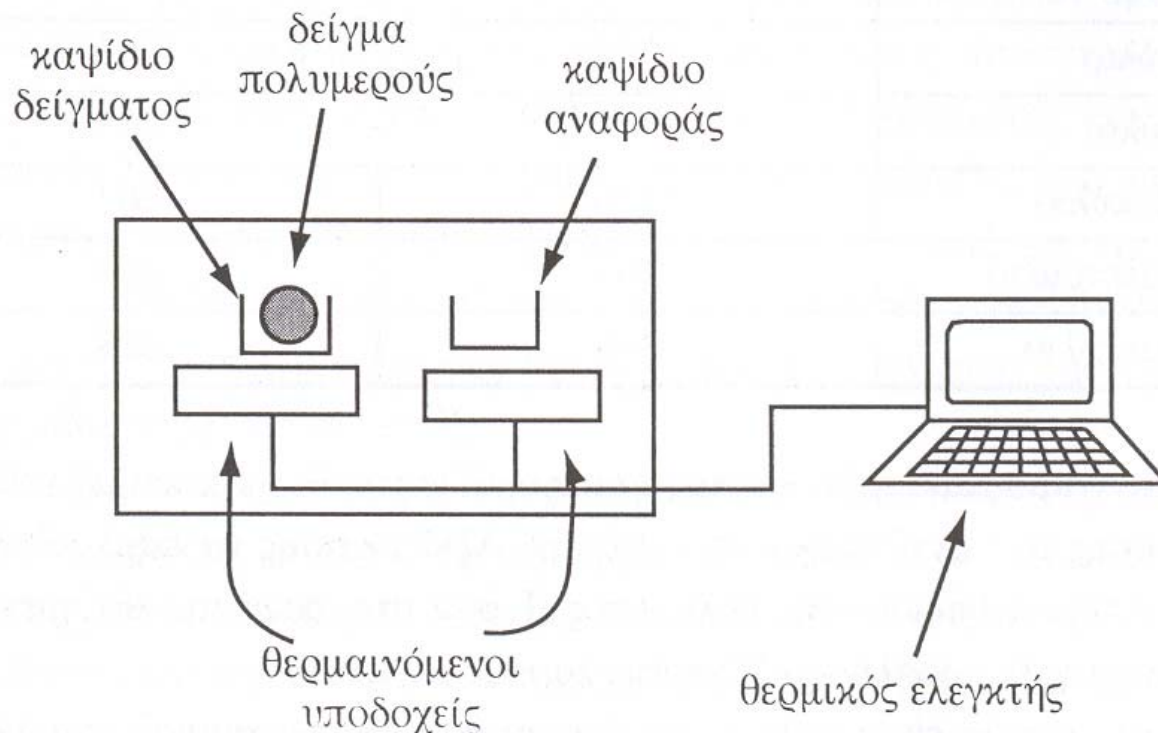 καψίδιο
δείγματος
δείγμα
πολυμερούς
καψίδιο
αναφοράς
θερμαινόμενοι
υποδοχείς
θερμικός ελεγκτής